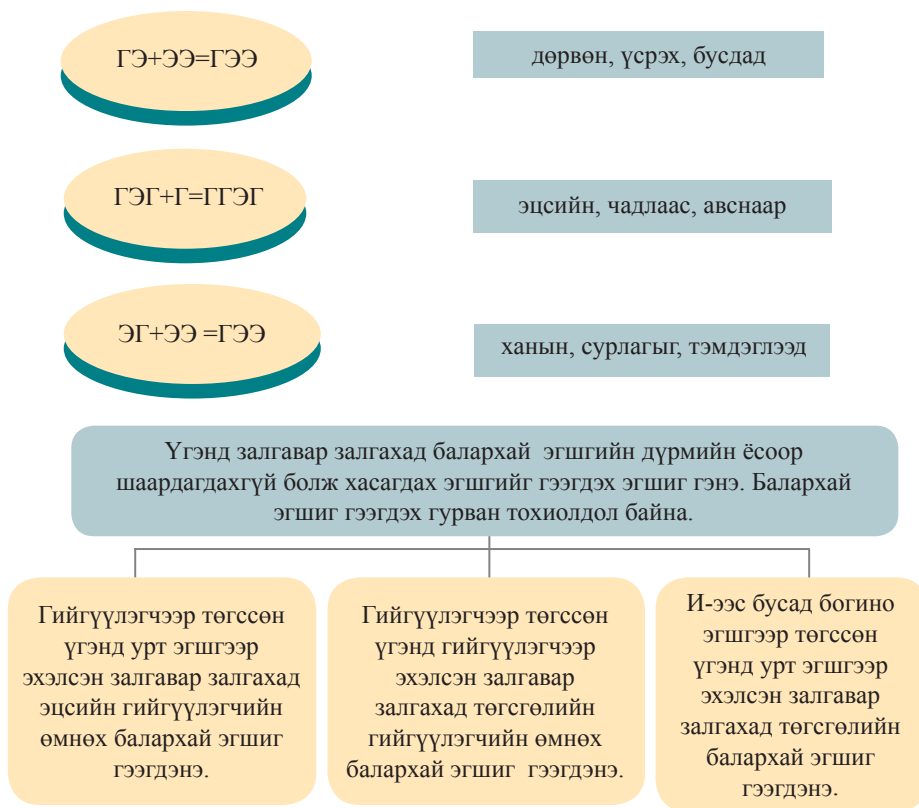 ГЭ+ЭЭ=ГЭЭ
дөрвөн, үсрэх, бусдад
ГЭГ+Г=ГГЭГ
эцсийн, чадлаас, авснаар
ЭГ+ЭЭ =ГЭЭ
ханын, сурлагыг, тэмдэглээд
Үгэнд залгавар залгахад балархай эгшгийн дүрмийн ёсоор
шаардагдахгүй болж хасагдах эгшгийг гээгдэх эгшиг гэнэ. Балархай
эгшиг гээгдэх гурван тохиолдол байна.
Гийгүүлэгчээр төгссөн
үгэнд урт эгшгээр
эхэлсэн залгавар залгахад
эцсийн гийгүүлэгчийн
өмнөх балархай эгшиг
гээгдэнэ.
Гийгүүлэгчээр төгссөн
үгэнд гийгүүлэгчээр
эхэлсэн залгавар
залгахад төгсгөлийн
гийгүүлэгчийн өмнөх
балархай эгшиг гээгдэнэ.
И-ээс бусад богино
эгшгээр төгссөн
үгэнд урт эгшгээр
эхэлсэн залгавар
залгахад төгсгөлийн
балархай эгшиг
гээгдэнэ.